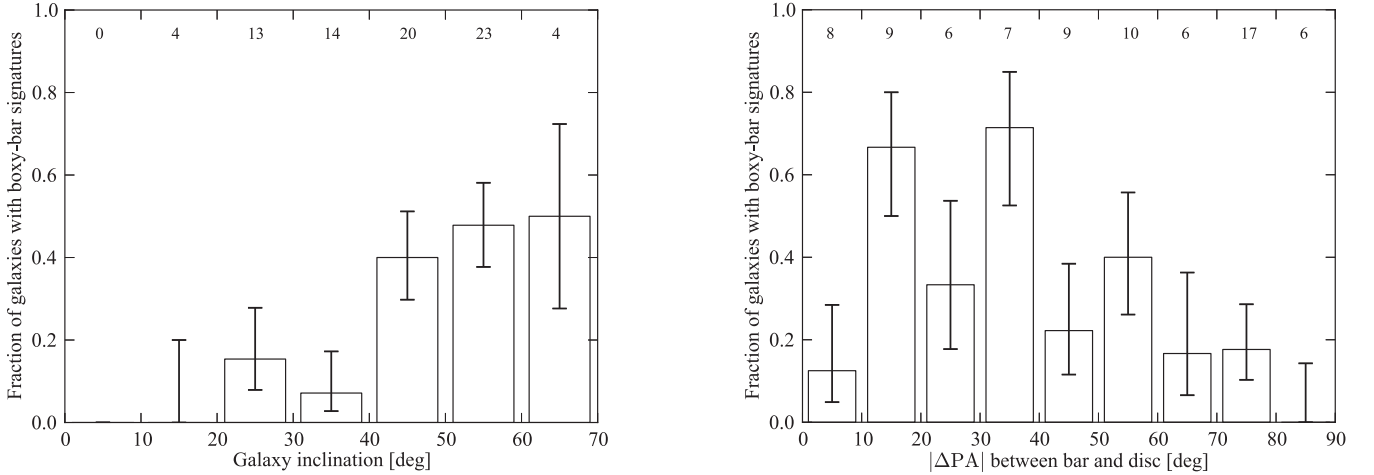 Fraction of galaxies with boxy-bar signatures
1.0
0.8
0.6
0.4
0.2
0.0
0 4 13 14 20 23 4
0 10 20 30 40 50 60 70
Galaxy inclination [deg]
Fraction of galaxies with boxy-bar signatures
1.0
0.8
0.6
0.4
0.2
0.0
8 9 6 7 9 10 6 17 6
0 10 20 30 40 50 60 70 80 90
|ΔPA| between bar and disc [deg]